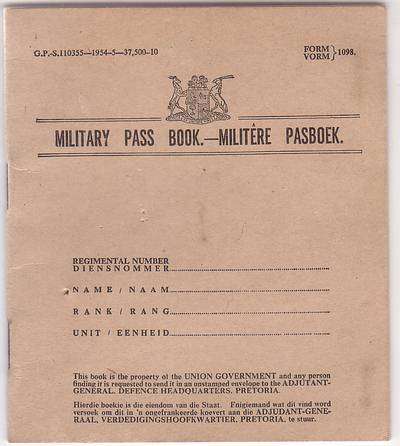 G.P.-S.110355—1954-5—37,500-10
FORM
VORM } 1098.
MILITARY PASS BOOK.—MILITÊRE PASBOEK.
REGIMENTAL NUMBER
DIENSNOMMER
NAME / NAAM
RANK / RANG
UNIT / EENHEID
This book is the property of the UNION GOVERNMENT and any person
finding it is requested to send it in an unstamped envelope to the ADJUTANT-
GENERAL, DEFENCE HEADQUARTERS, PRETORIA.
Hierdie boekie is die eiendom van die Staat. Enigiemand wat dit vind word
versoek om dit in 'n ongefrankeerde koevert aan die ADJUDANT-GENE-
RAAL, VERDEDIGINGSHOOFKWARTIER, PRETORIA, te stuur.